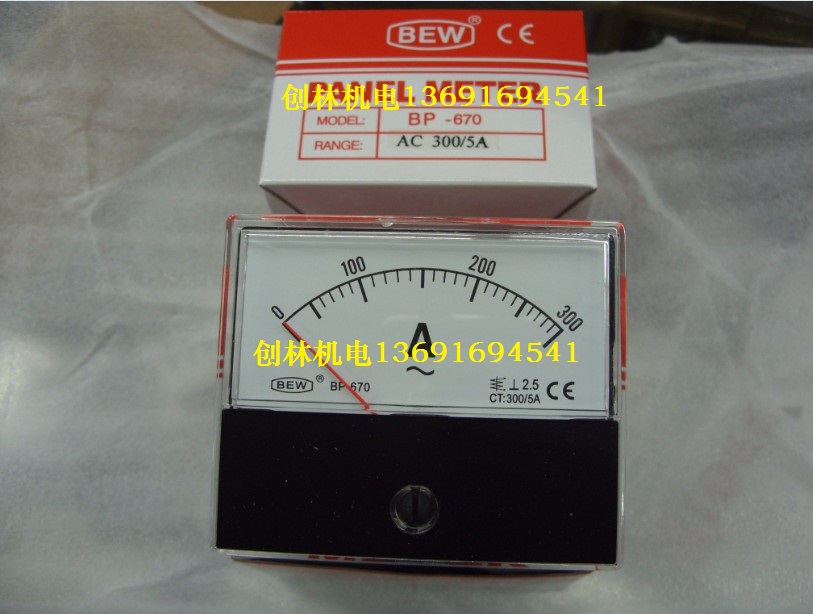 BEW ® CE
PANEL METER
创林机电13691694541
MODEL: BP -670
RANGE: AC 300/5A
0 100 200 300
A
~
创林机电13691694541
BEW ® BP-670
⊥ 2.5 CE
CT:300/5A